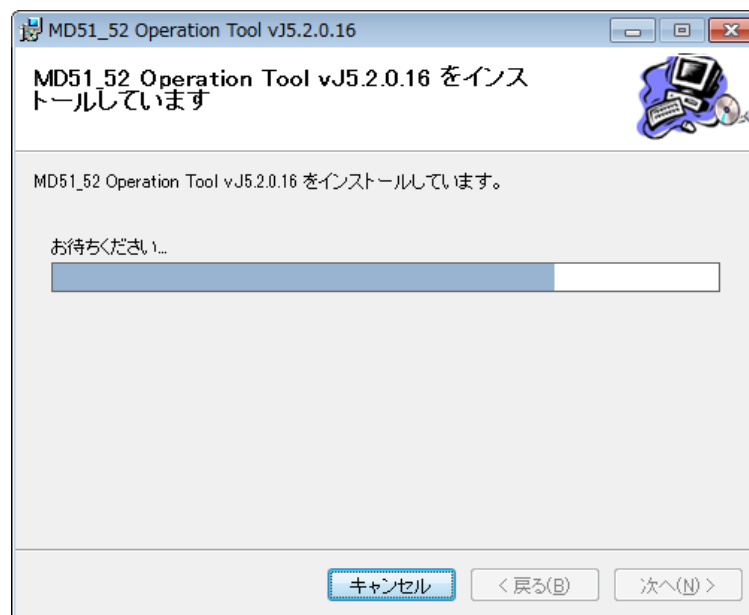 MD51_52 Operation Tool vJ5.2.0.16
MD51_52 Operation Tool vJ5.2.0.16 をインス
トールしています
MD51_52 Operation Tool vJ5.2.0.16 をインストールしています。
お待ちください...
キャンセル
< 戻る(B)
次へ(N) >